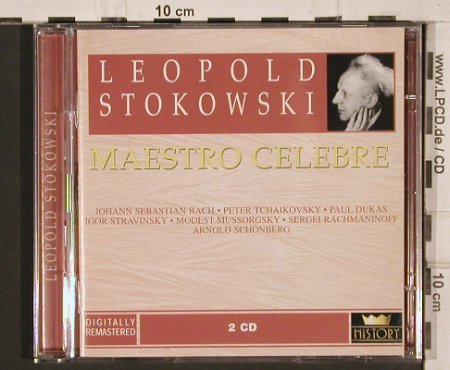 10 cm
LEOPOLD
STOKOWSKI
MAESTRO CELEBRE
JOHANN SEBASTIAN BACH • PETER TCHAIKOVSKY • PAUL DUKAS
IGOR STRAVINSKY • MODEST MUSSORGSKY • SERGEI RACHMANINOFF
ARNOLD SCHÖNBERG
DIGITALLY
REMASTERED
2 CD
HISTORY
LEOPOLD STOKOWSKI
www.LPCD.de / CD
10 cm